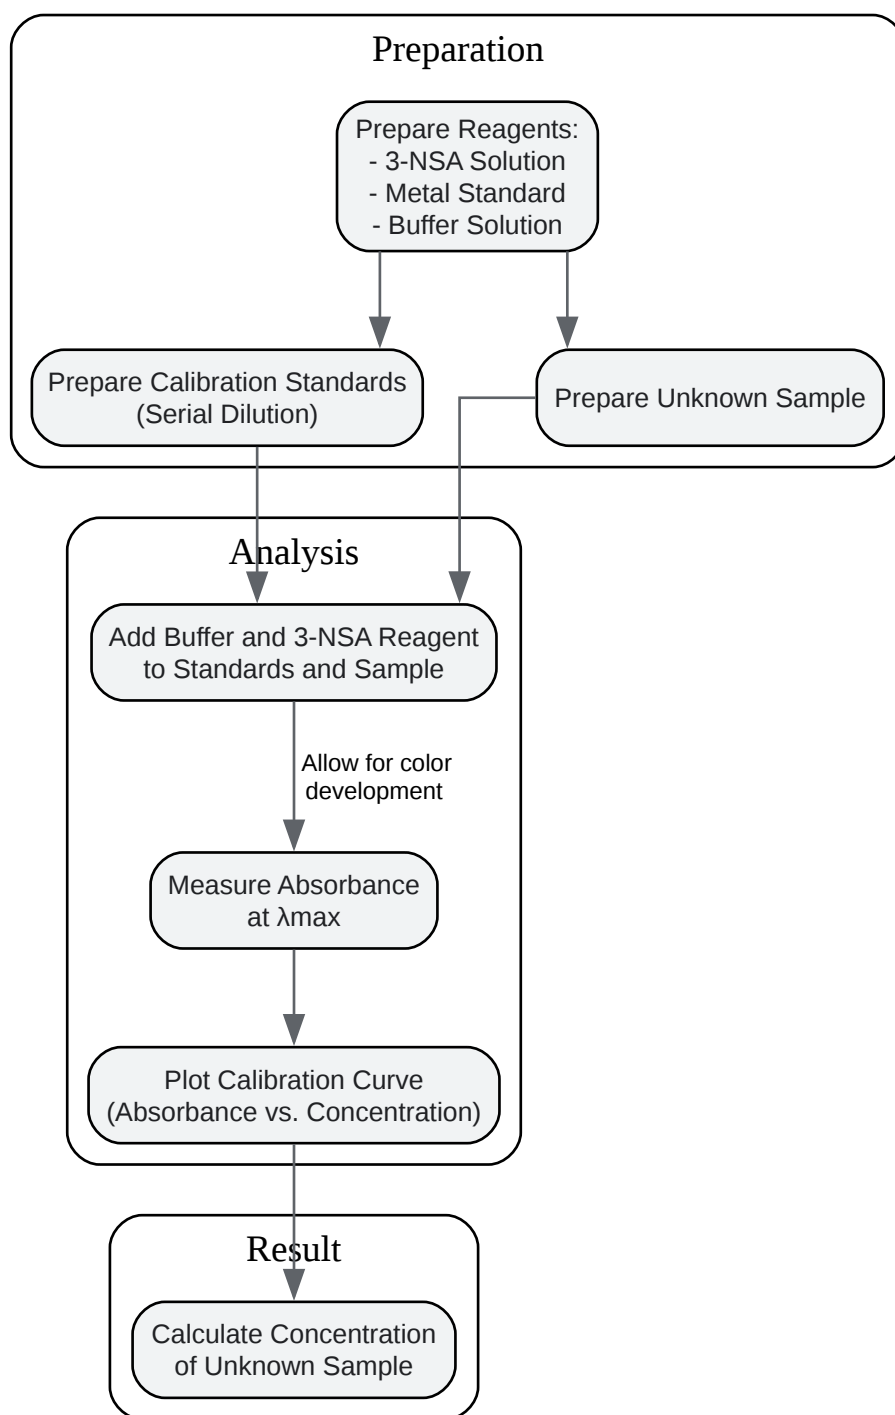 Preparation
Prepare Reagents:
- 3-NSA Solution
- Metal Standard
- Buffer Solution
Prepare Calibration Standards
(Serial Dilution)
Prepare Unknown Sample
Analysis
Add Buffer and 3-NSA Reagent
to Standards and Sample
Allow for color
development
Measure Absorbance
at λmax
Plot Calibration Curve
(Absorbance vs. Concentration)
Result
Calculate Concentration
of Unknown Sample